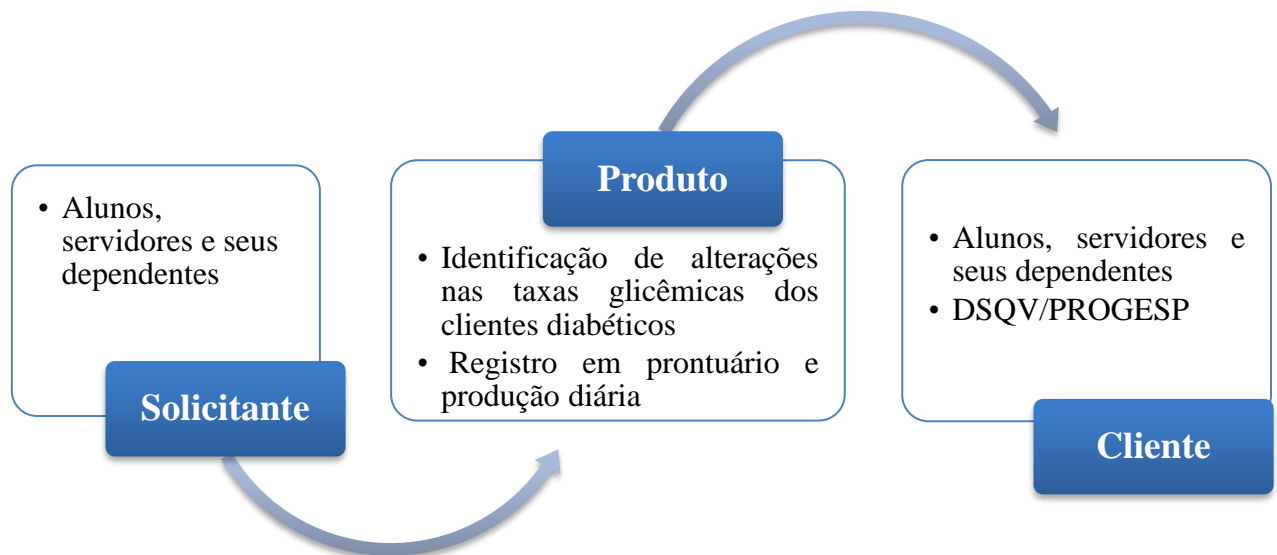 • Alunos,
servidores e seus
dependentes
Solicitante
Produto
• Identificação de alterações
nas taxas glicêmicas dos
clientes diabéticos
• Registro em prontuário e
produção diária
• Alunos, servidores e
seus dependentes
• DSQV/PROGESP
Cliente